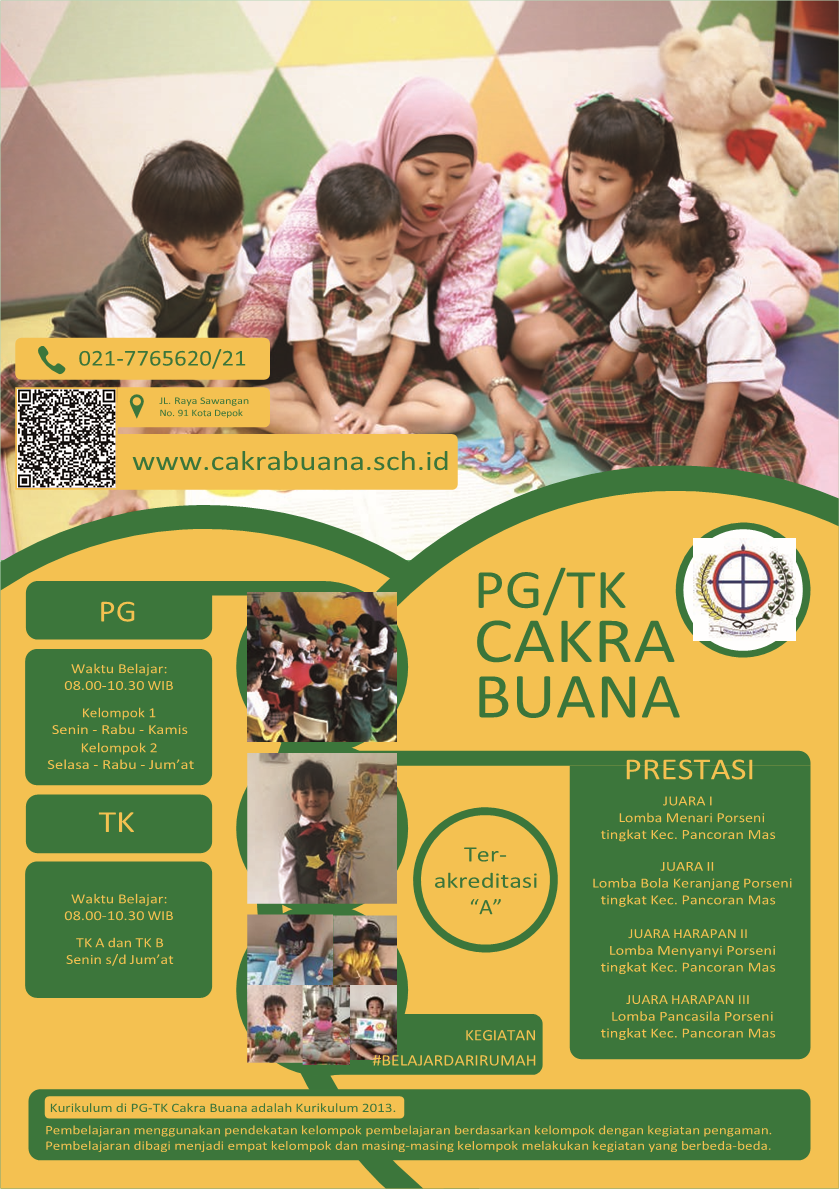 021-7765620/21
JL. Raya Sawangan
No. 91 Kota Depok
www.cakrabuana.sch.id
PG/TK
CAKRA
BUANA
PG
Waktu Belajar:
08.00-10.30 WIB
Kelompok 1
Senin - Rabu - Kamis
Kelompok 2
Selasa - Rabu - Jum’at
TK
Waktu Belajar:
08.00-10.30 WIB
TK A dan TK B
Senin s/d Jum’at
Ter-
akreditasi
“A”
PRESTASI
JUARA I
Lomba Menari Porseni
tingkat Kec. Pancoran Mas
JUARA II
Lomba Bola Keranjang Porseni
tingkat Kec. Pancoran Mas
JUARA HARAPAN II
Lomba Menyanyi Porseni
tingkat Kec. Pancoran Mas
JUARA HARAPAN III
Lomba Pancasila Porseni
tingkat Kec. Pancoran Mas
KEGIATAN
#BELAJARDARIRUMAH
Kurikulum di PG-TK Cakra Buana adalah Kurikulum 2013.
Pembelajaran menggunakan pendekatan kelompok pembelajaran berdasarkan kelompok dengan kegiatan pengaman.
Pembelajaran dibagi menjadi empat kelompok dan masing-masing kelompok melakukan kegiatan yang berbeda-beda.